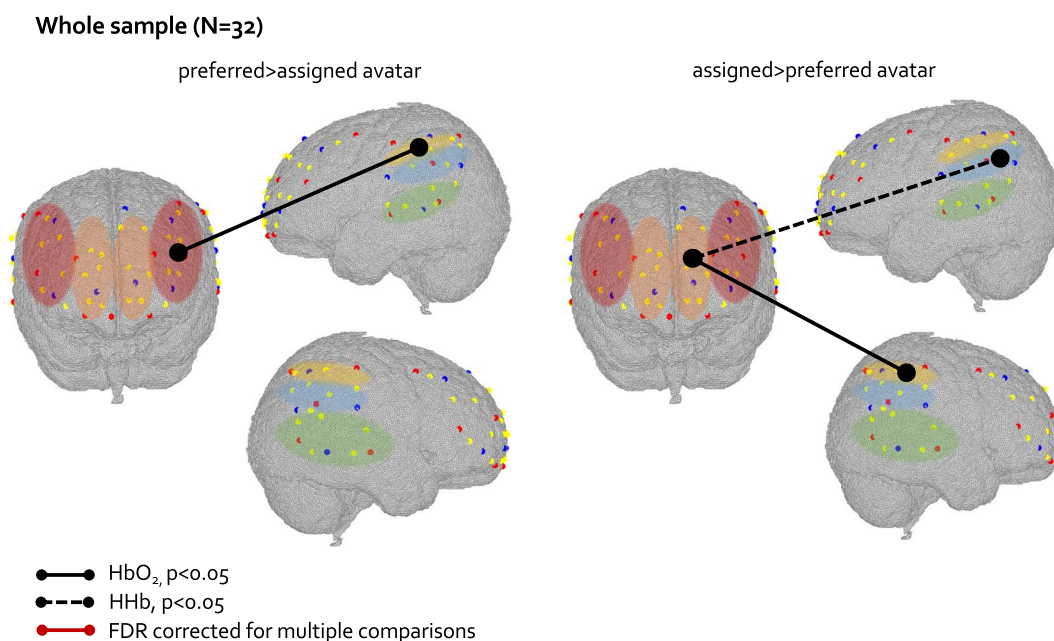 Whole sample (N=32)
preferred>assigned avatar
assigned>preferred avatar
HbO₂, p<0.05
HHb, p<0.05
FDR corrected for multiple comparisons